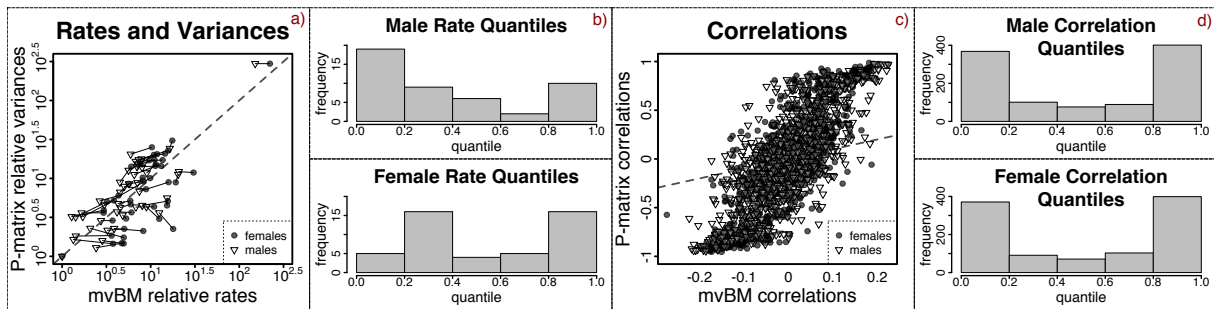 Rates and Variances
a)
P-matrix relative variances
10^2.5
10^2
10^1.5
10^1
10^0.5
10^0
females
males
10^0 10^0.5 10^1 10^1.5 10^2 10^2.5
mvBM relative rates
b)
Male Rate Quantiles
frequency
5 15
0.0 0.2 0.4 0.6 0.8 1.0
quantile
Female Rate Quantiles
frequency
0 5 15
0.0 0.2 0.4 0.6 0.8 1.0
quantile
Correlations
c)
P-matrix correlations
1
0.5
0
-0.5
-1
females
males
-0.2 -0.1 0 0.1 0.2
mvBM correlations
d)
Male Correlation
Quantiles
frequency
0 200 400
0.0 0.2 0.4 0.6 0.8 1.0
quantile
Female Correlation
Quantiles
frequency
0 200 400
0.0 0.2 0.4 0.6 0.8 1.0
quantile